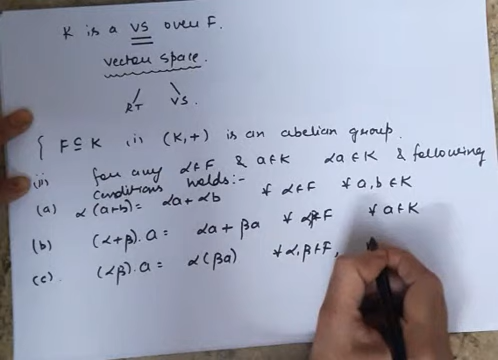 K is a VS over F.
vector space.
RT VS.
{ F ⊆ K (i) (K, +) is an abelian group.
(ii) for any α∈F & a∈K αa ∈ K & following
conditions holds:-
(a) α(a+b) = αa + αb ∀ α∈F ∀ a, b ∈ K
(b) (α+β).a = αa + βa ∀ α,β∈F ∀ a∈K
(c). (αβ).a = α(βa) ∀ α,β∈F,